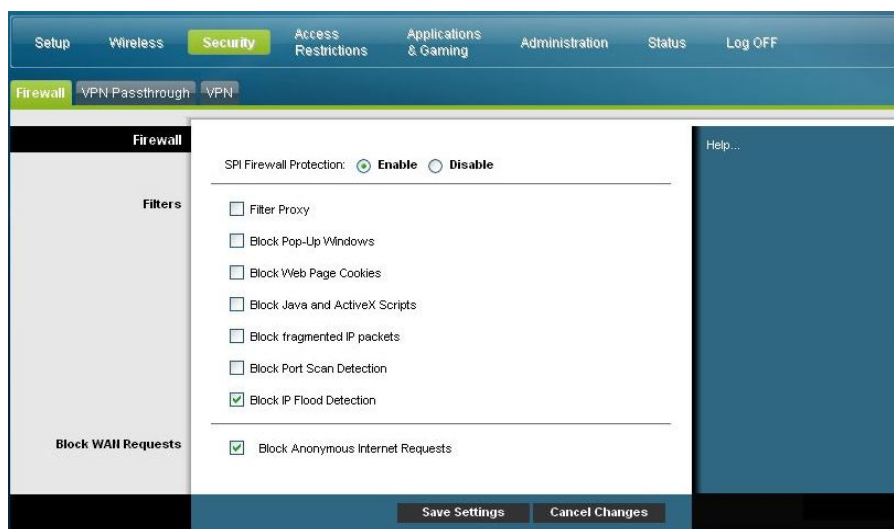 Setup Wireless Security Access Restrictions Applications & Gaming Administration Status Log OFF
Firewall VPN Passthrough VPN
Firewall
Help...
SPI Firewall Protection: Enable Disable
Filters
Filter Proxy
Block Pop-Up Windows
Block Web Page Cookies
Block Java and ActiveX Scripts
Block fragmented IP packets
Block Port Scan Detection
Block IP Flood Detection
Block WAN Requests
Block Anonymous Internet Requests
Save Settings Cancel Changes